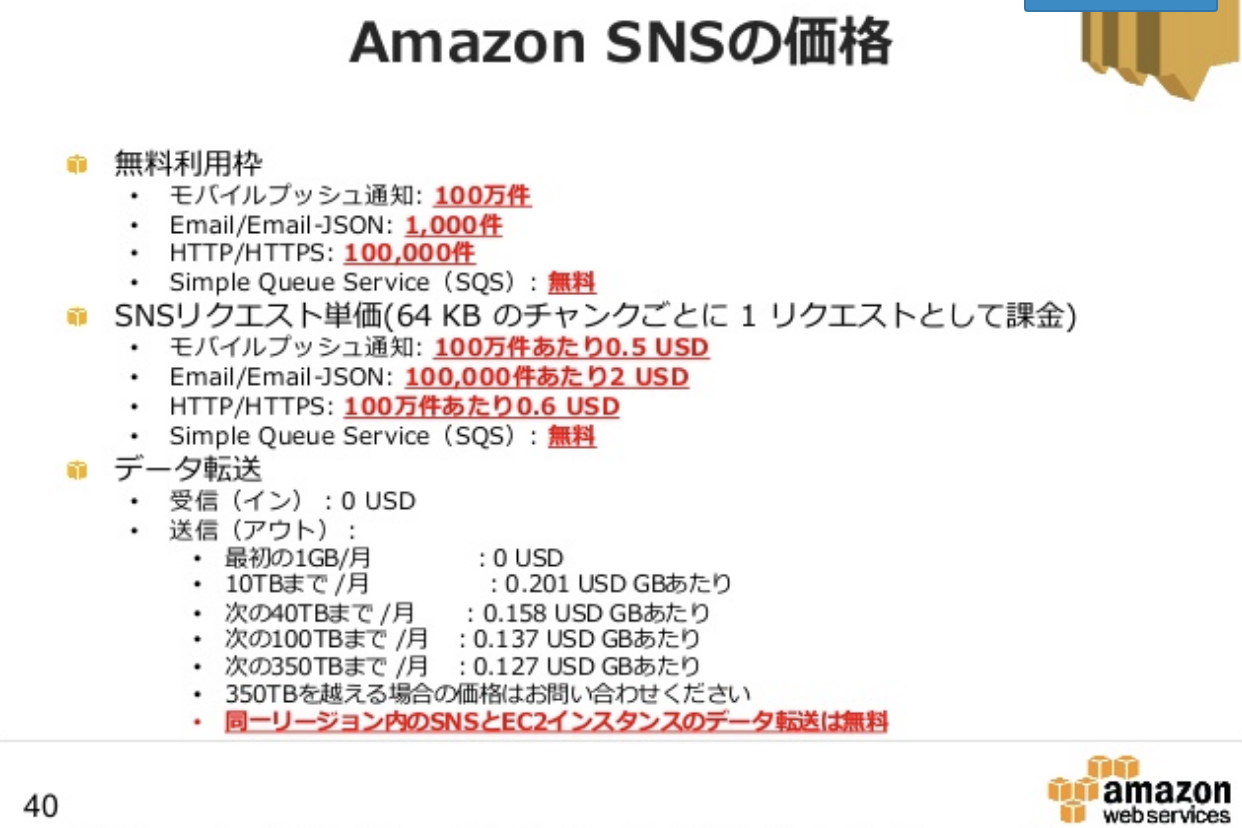 Amazon SNSの価格
無料利用枠
• モバイルプッシュ通知: 100万件
• Email/Email-JSON: 1,000件
• HTTP/HTTPS: 100,000件
• Simple Queue Service（SQS）: 無料
SNSリクエスト単価(64 KB のチャンクごとに 1 リクエストとして課金)
• モバイルプッシュ通知: 100万件あたり0.5 USD
• Email/Email-JSON: 100,000件あたり2 USD
• HTTP/HTTPS: 100万件あたり0.6 USD
• Simple Queue Service（SQS）: 無料
データ転送
• 受信（イン）: 0 USD
• 送信（アウト）:
• 最初の1GB/月 : 0 USD
• 10TBまで /月 : 0.201 USD GBあたり
• 次の40TBまで /月 : 0.158 USD GBあたり
• 次の100TBまで /月 : 0.137 USD GBあたり
• 次の350TBまで /月 : 0.127 USD GBあたり
• 350TBを越える場合の価格はお問い合わせください
• 同一リージョン内のSNSとEC2インスタンスのデータ転送は無料
40
amazon
web services